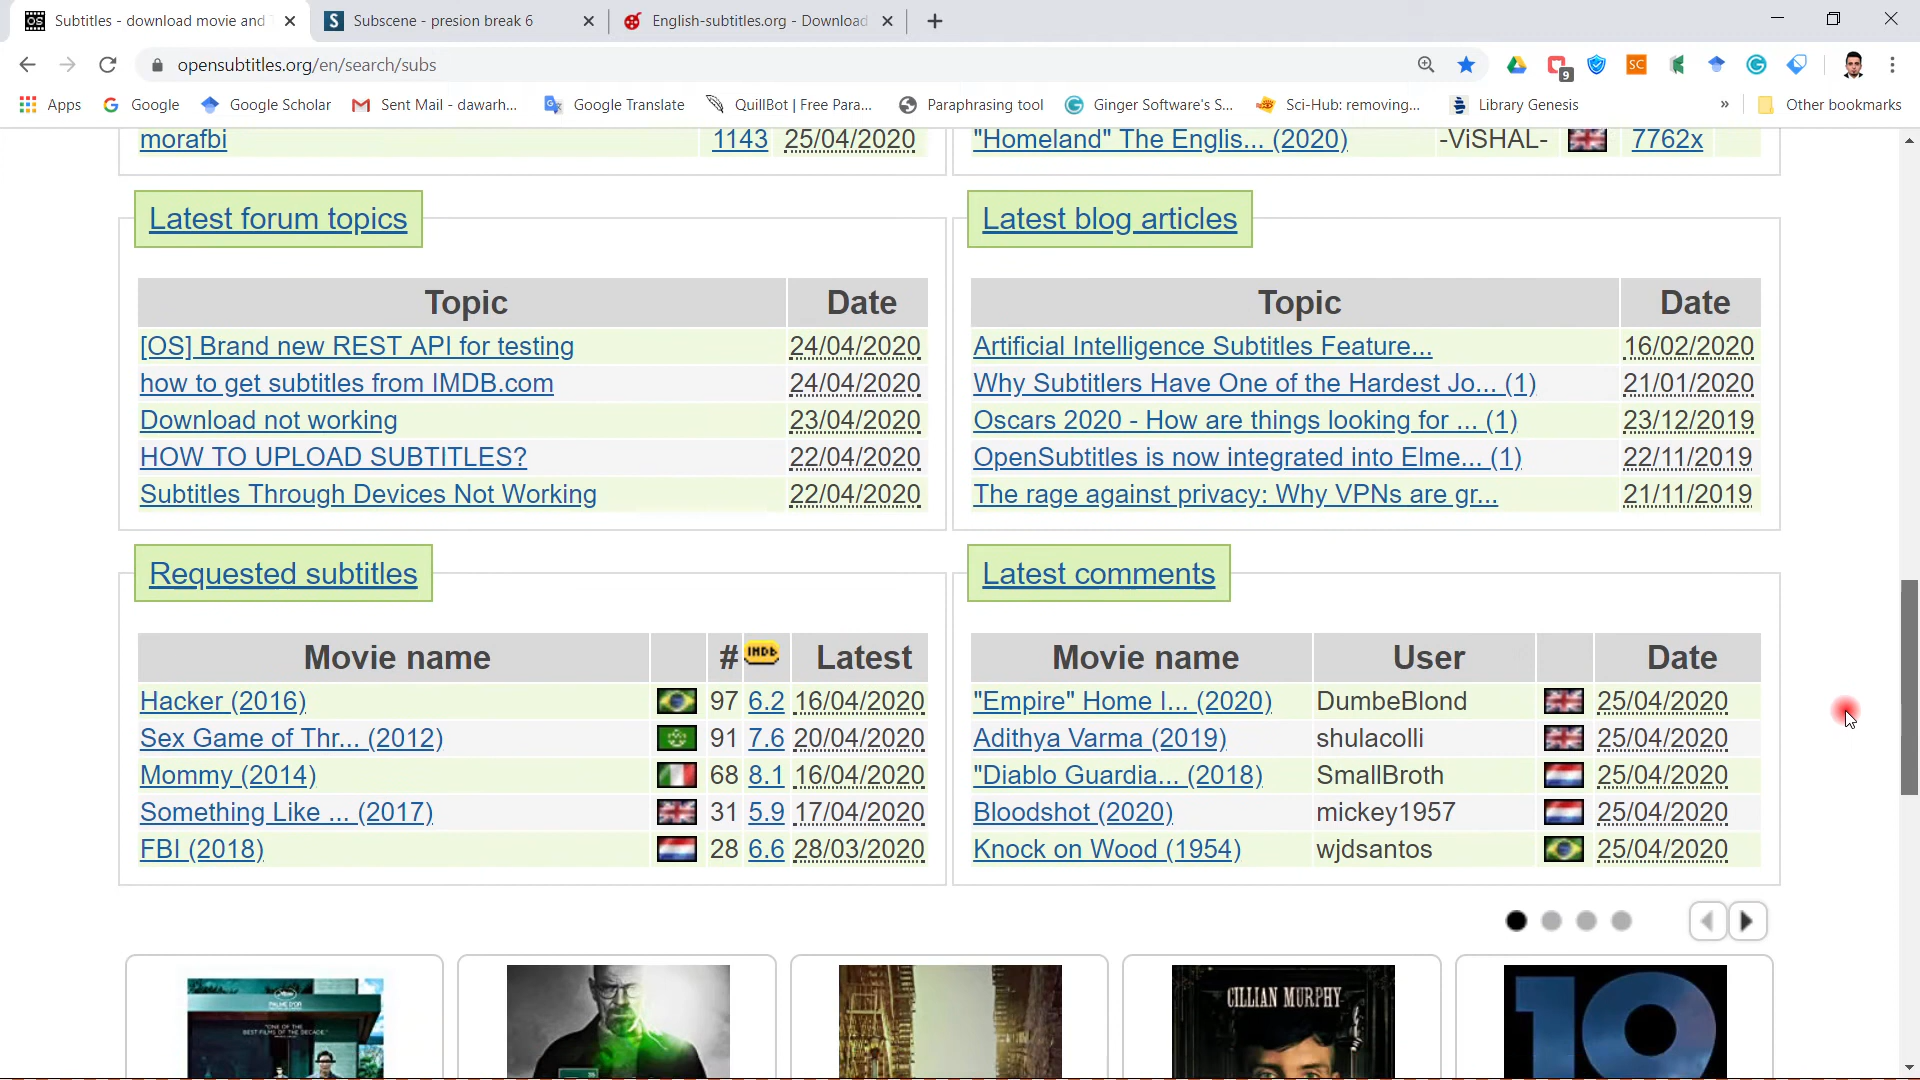 Subtitles - download movie and
Subscene - presion break 6
English-subtitles.org - Download
opensubtitles.org/en/search/subs
9
SC
Apps
Google
Google Scholar
Sent Mail - dawarh...
Google Translate
QuillBot | Free Para...
Paraphrasing tool
Ginger Software's S...
Sci-Hub: removing...
Library Genesis
»
Other bookmarks
morafbi 1143 25/04/2020
"Homeland" The Englis... (2020) -ViSHAL- 7762x
Latest forum topics
Topic Date
[OS] Brand new REST API for testing 24/04/2020
how to get subtitles from IMDB.com 24/04/2020
Download not working 23/04/2020
HOW TO UPLOAD SUBTITLES? 22/04/2020
Subtitles Through Devices Not Working 22/04/2020
Latest blog articles
Topic Date
Artificial Intelligence Subtitles Feature... 16/02/2020
Why Subtitlers Have One of the Hardest Jo... (1) 21/01/2020
Oscars 2020 - How are things looking for ... (1) 23/12/2019
OpenSubtitles is now integrated into Elme... (1) 22/11/2019
The rage against privacy: Why VPNs are gr... 21/11/2019
Requested subtitles
Movie name # IMDb Latest
Hacker (2016) 97 6.2 16/04/2020
Sex Game of Thr... (2012) 91 7.6 20/04/2020
Mommy (2014) 68 8.1 16/04/2020
Something Like ... (2017) 31 5.9 17/04/2020
FBI (2018) 28 6.6 28/03/2020
Latest comments
Movie name User Date
"Empire" Home I... (2020) DumbeBlond 25/04/2020
Adithya Varma (2019) shulacolli 25/04/2020
"Diablo Guardia... (2018) SmallBroth 25/04/2020
Bloodshot (2020) mickey1957 25/04/2020
Knock on Wood (1954) wjdsantos 25/04/2020
"ONE OF THE
BEST FILMS OF THE DECADE."
CILLIAN MURPHY
10